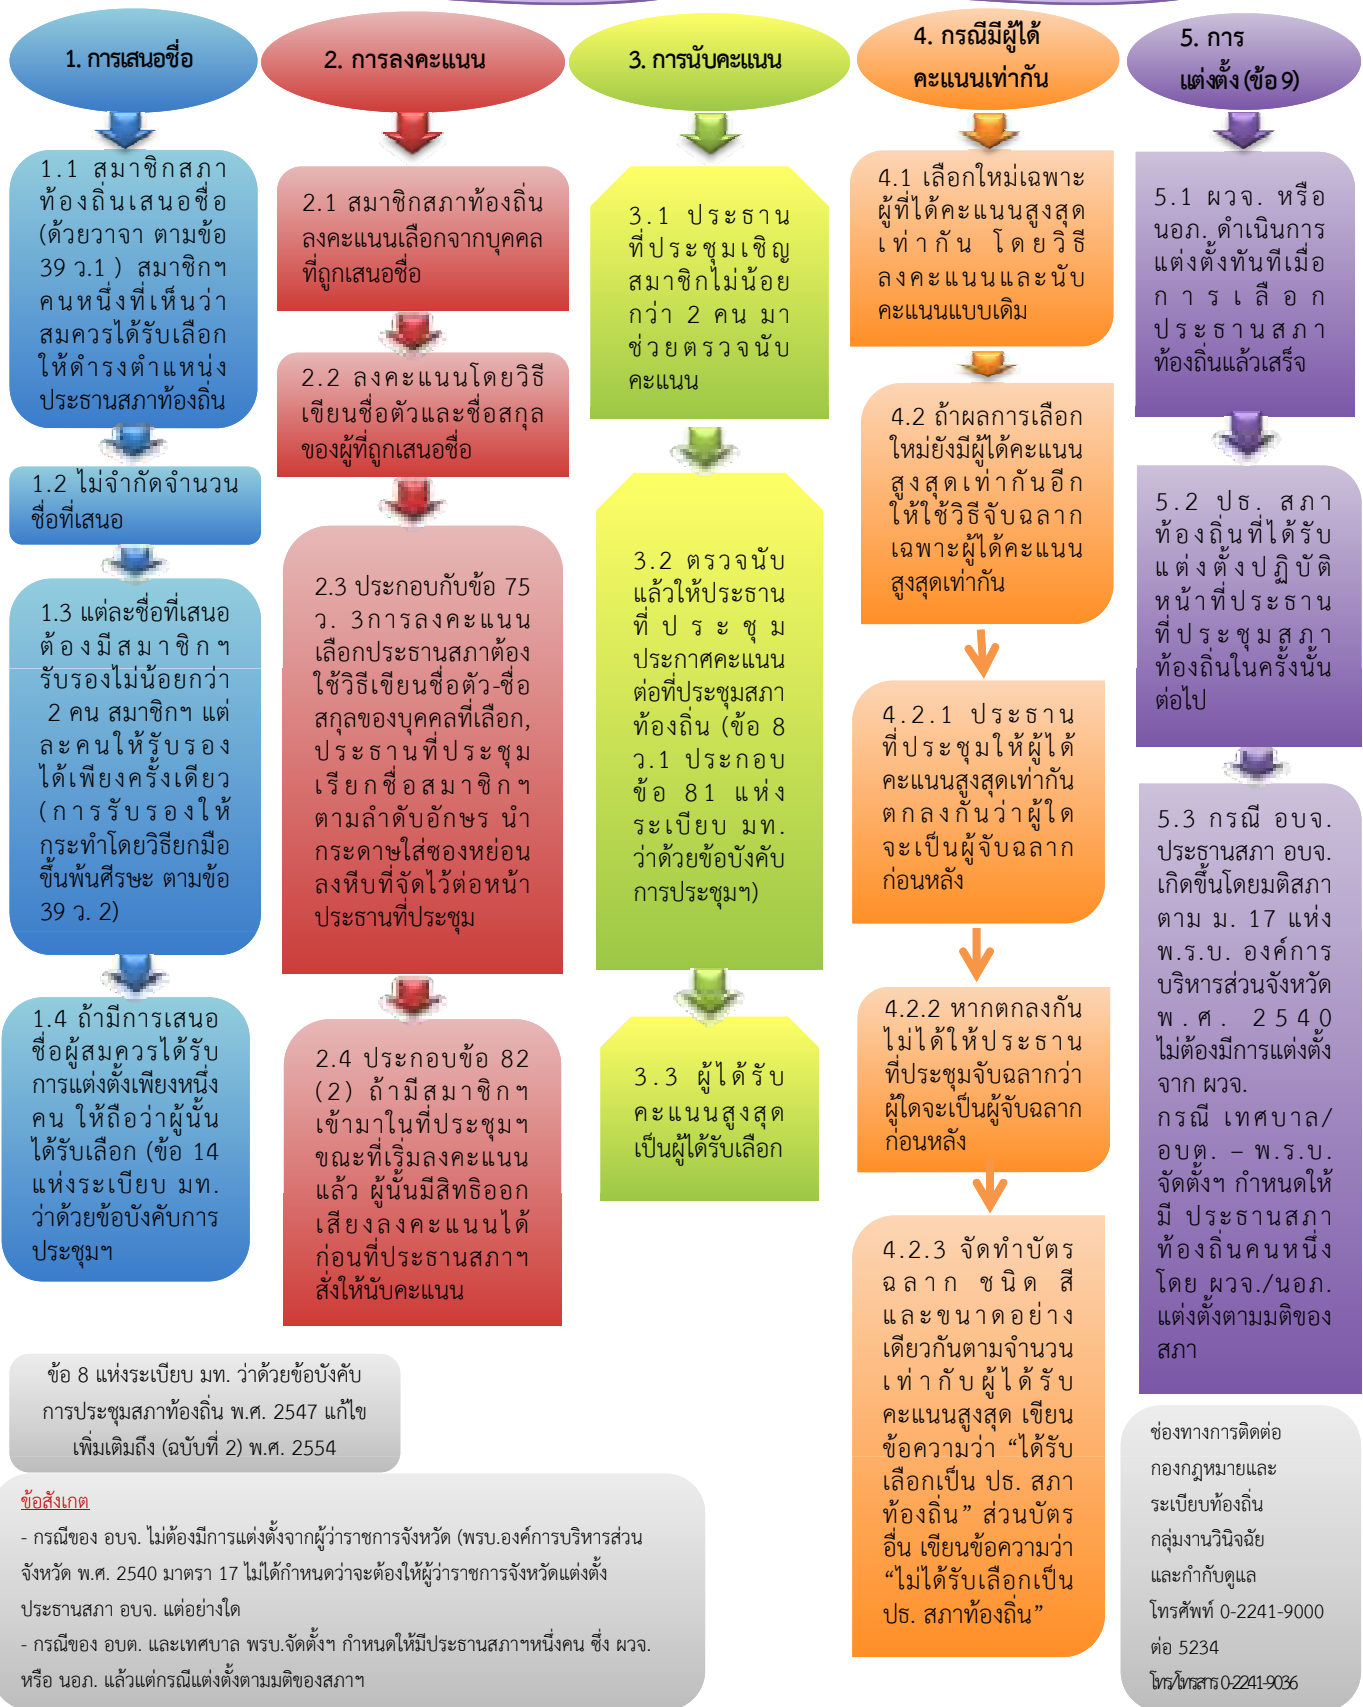 1. การเสนอชื่อ
1.1 สมาชิกสภา
ท้องถิ่นเสนอชื่อ
(ด้วยวาจา ตามข้อ
39 ว.1 ) สมาชิกฯ
คนหนึ่งที่เห็นว่า
สมควรได้รับเลือก
ให้ดำรงตำแหน่ง
ประธานสภาท้องถิ่น
1.2 ไม่จำกัดจำนวน
ชื่อที่เสนอ
1.3 แต่ละชื่อที่เสนอ
ต้องมีสมาชิกฯ
รับรองไม่น้อยกว่า
2 คน สมาชิกฯ แต่
ละคนให้รับรอง
ได้เพียงครั้งเดียว
(การรับรองให้
กระทำโดยวิธียกมือ
ขึ้นพ้นศีรษะ ตามข้อ
39 ว. 2)
1.4 ถ้ามีการเสนอ
ชื่อผู้สมควรได้รับ
การแต่งตั้งเพียงหนึ่ง
คน ให้ถือว่าผู้นั้น
ได้รับเลือก (ข้อ 14
แห่งระเบียบ มท.
ว่าด้วยข้อบังคับการ
ประชุมฯ
2. การลงคะแนน
2.1 สมาชิกสภาท้องถิ่น
ลงคะแนนเลือกจากบุคคล
ที่ถูกเสนอชื่อ
2.2 ลงคะแนนโดยวิธี
เขียนชื่อตัวและชื่อสกุล
ของผู้ที่ถูกเสนอชื่อ
2.3 ประกอบกับข้อ 75
ว. 3การลงคะแนน
เลือกประธานสภาต้อง
ใช้วิธีเขียนชื่อตัว-ชื่อ
สกุลของบุคคลที่เลือก,
ประธานที่ประชุม
เรียกชื่อสมาชิกฯ
ตามลำดับอักษร นำ
กระดาษใส่ซองหย่อน
ลงหีบที่จัดไว้ต่อหน้า
ประธานที่ประชุม
2.4 ประกอบข้อ 82
(2) ถ้ามีสมาชิกฯ
เข้ามาในที่ประชุมฯ
ขณะที่เริ่มลงคะแนน
แล้ว ผู้นั้นมีสิทธิออก
เสียงลงคะแนนได้
ก่อนที่ประธานสภาฯ
สั่งให้นับคะแนน
3. การนับคะแนน
3.1 ประธาน
ที่ประชุมเชิญ
สมาชิกไม่น้อย
กว่า 2 คน มา
ช่วยตรวจนับ
คะแนน
3.2 ตรวจนับ
แล้วให้ประธาน
ที่ประชุม
ประกาศคะแนน
ต่อที่ประชุมสภา
ท้องถิ่น (ข้อ 8
ว.1 ประกอบ
ข้อ 81 แห่ง
ระเบียบ มท.
ว่าด้วยข้อบังคับ
การประชุมฯ)
3.3 ผู้ได้รับ
คะแนนสูงสุด
เป็นผู้ได้รับเลือก
4. กรณีมีผู้ได้
คะแนนเท่ากัน
4.1 เลือกใหม่เฉพาะ
ผู้ที่ได้คะแนนสูงสุด
เท่ากัน โดยวิธี
ลงคะแนนและนับ
คะแนนแบบเดิม
4.2 ถ้าผลการเลือก
ใหม่ยังมีผู้ได้คะแนน
สูงสุดเท่ากันอีก
ให้ใช้วิธีจับฉลาก
เฉพาะผู้ได้คะแนน
สูงสุดเท่ากัน
4.2.1 ประธาน
ที่ประชุมให้ผู้ได้
คะแนนสูงสุดเท่ากัน
ตกลงกันว่าผู้ใด
จะเป็นผู้จับฉลาก
ก่อนหลัง
4.2.2 หากตกลงกัน
ไม่ได้ให้ประธาน
ที่ประชุมจับฉลากว่า
ผู้ใดจะเป็นผู้จับฉลาก
ก่อนหลัง
4.2.3 จัดทำบัตร
ฉลาก ชนิด สี
และขนาดอย่าง
เดียวกันตามจำนวน
เท่ากับผู้ได้รับ
คะแนนสูงสุด เขียน
ข้อความว่า “ได้รับ
เลือกเป็น ปธ. สภา
ท้องถิ่น” ส่วนบัตร
อื่น เขียนข้อความว่า
“ไม่ได้รับเลือกเป็น
ปธ. สภาท้องถิ่น”
5. การ
แต่งตั้ง (ข้อ 9)
5.1 ผวจ. หรือ
นอภ. ดำเนินการ
แต่งตั้งทันทีเมื่อ
การเลือก
ประธานสภา
ท้องถิ่นแล้วเสร็จ
5.2 ปธ. สภา
ท้องถิ่นที่ได้รับ
แต่งตั้งปฏิบัติ
หน้าที่ประธาน
ที่ประชุมสภา
ท้องถิ่นในครั้งนั้น
ต่อไป
5.3 กรณี อบจ.
ประธานสภา อบจ.
เกิดขึ้นโดยมติสภา
ตาม ม. 17 แห่ง
พ.ร.บ. องค์การ
บริหารส่วนจังหวัด
พ.ศ. 2540
ไม่ต้องมีการแต่งตั้ง
จาก ผวจ.
กรณี เทศบาล/
อบต. – พ.ร.บ.
จัดตั้งฯ กำหนดให้
มี ประธานสภา
ท้องถิ่นคนหนึ่ง
โดย ผวจ./นอภ.
แต่งตั้งตามมติของ
สภา
ข้อ 8 แห่งระเบียบ มท. ว่าด้วยข้อบังคับ
การประชุมสภาท้องถิ่น พ.ศ. 2547 แก้ไข
เพิ่มเติมถึง (ฉบับที่ 2) พ.ศ. 2554
ข้อสังเกต
- กรณีของ อบจ. ไม่ต้องมีการแต่งตั้งจากผู้ว่าราชการจังหวัด (พรบ.องค์การบริหารส่วน
จังหวัด พ.ศ. 2540 มาตรา 17 ไม่ได้กำหนดว่าจะต้องให้ผู้ว่าราชการจังหวัดแต่งตั้ง
ประธานสภา อบจ. แต่อย่างใด
- กรณีของ อบต. และเทศบาล พรบ.จัดตั้งฯ กำหนดให้มีประธานสภาฯหนึ่งคน ซึ่ง ผวจ.
หรือ นอภ. แล้วแต่กรณีแต่งตั้งตามมติของสภาฯ
ช่องทางการติดต่อ
กองกฎหมายและ
ระเบียบท้องถิ่น
กลุ่มงานวินิจฉัย
และกำกับดูแล
โทรศัพท์ 0-2241-9000
ต่อ 5234
โทร/โทรสาร 0-2241-9036